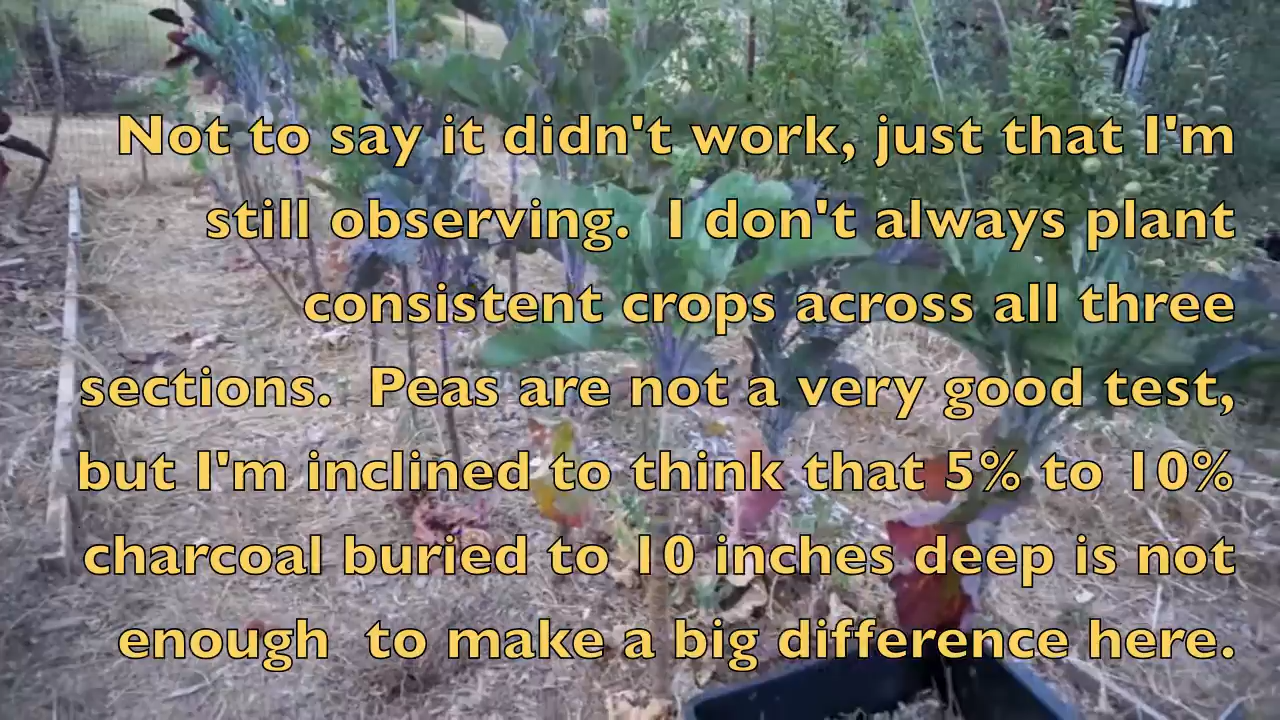 Not to say it didn't work, just that I'm
still observing.  I don't always plant
consistent crops across all three
sections.  Peas are not a very good test,
but I'm inclined to think that 5% to 10%
charcoal buried to 10 inches deep is not
enough  to make a big difference here.